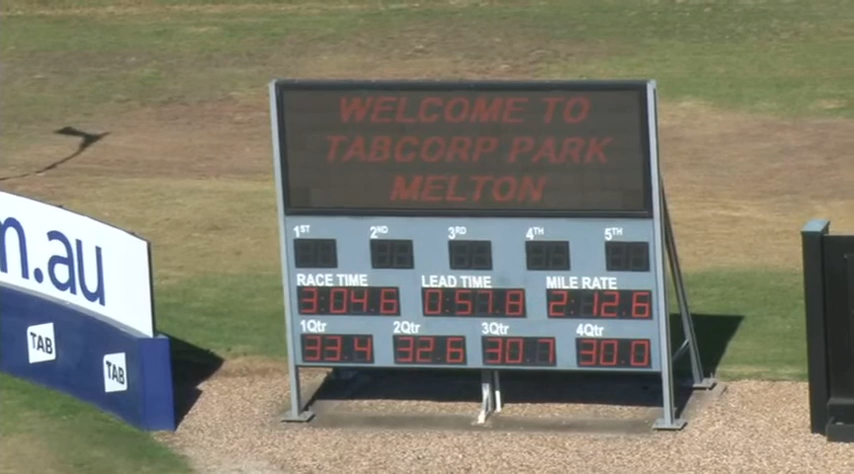 WELCOME TO
TABCORP PARK
MELTON
1ST 2ND 3RD 4TH 5TH
RACE TIME LEAD TIME MILE RATE
3:04.6 0:57.8 2:12.6
1Qtr 2Qtr 3Qtr 4Qtr
33.4 32.6 30.7 30.0
m.au
TAB
TAB